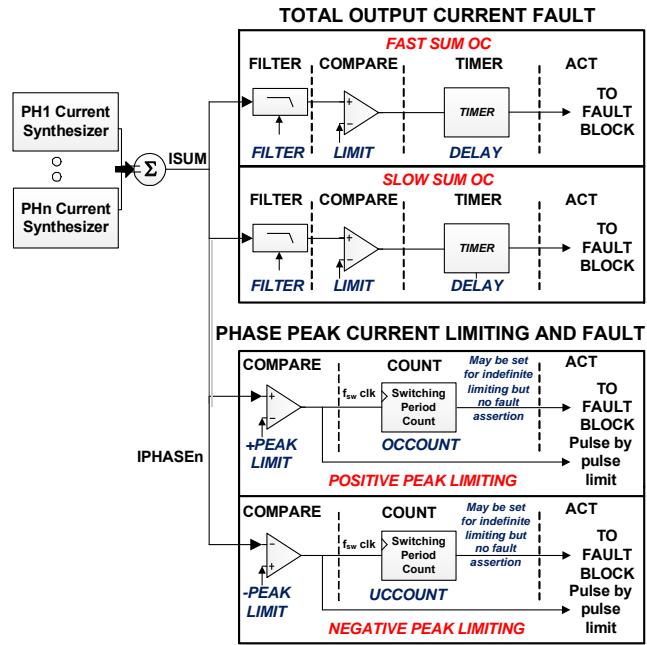 TOTAL OUTPUT CURRENT FAULT
FAST SUM OC
FILTER
COMPARE
TIMER
ACT
PH1 Current
Synthesizer
PHn Current
Synthesizer
Σ
ISUM
+
−
TIMER
TO
FAULT
BLOCK
FILTER
LIMIT
DELAY
SLOW SUM OC
FILTER
COMPARE
TIMER
ACT
+
−
TIMER
TO
FAULT
BLOCK
FILTER
LIMIT
DELAY
PHASE PEAK CURRENT LIMITING AND FAULT
COMPARE
COUNT
May be set
for indefinite
limiting but
no fault
assertion
ACT
+
−
fsw clk
Switching
Period
Count
TO
FAULT
BLOCK
Pulse by
pulse
limit
+PEAK
LIMIT
OCCOUNT
POSITIVE PEAK LIMITING
IPHASEn
COMPARE
COUNT
May be set
for indefinite
limiting but
no fault
assertion
ACT
−
+
fsw clk
Switching
Period
Count
TO
FAULT
BLOCK
Pulse by
pulse
limit
-PEAK
LIMIT
UCCOUNT
NEGATIVE PEAK LIMITING